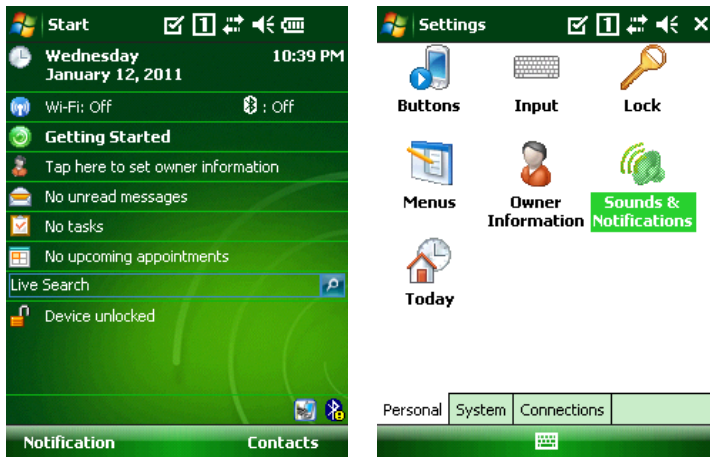 Start
1
Wednesday
January 12, 2011
10:39 PM
Wi-Fi: Off
: Off
Getting Started
Tap here to set owner information
No unread messages
No tasks
No upcoming appointments
Live Search
Device unlocked
Notification
Contacts
Settings
1
Buttons
Input
Lock
Menus
Owner
Information
Sounds &
Notifications
Today
Personal
System
Connections